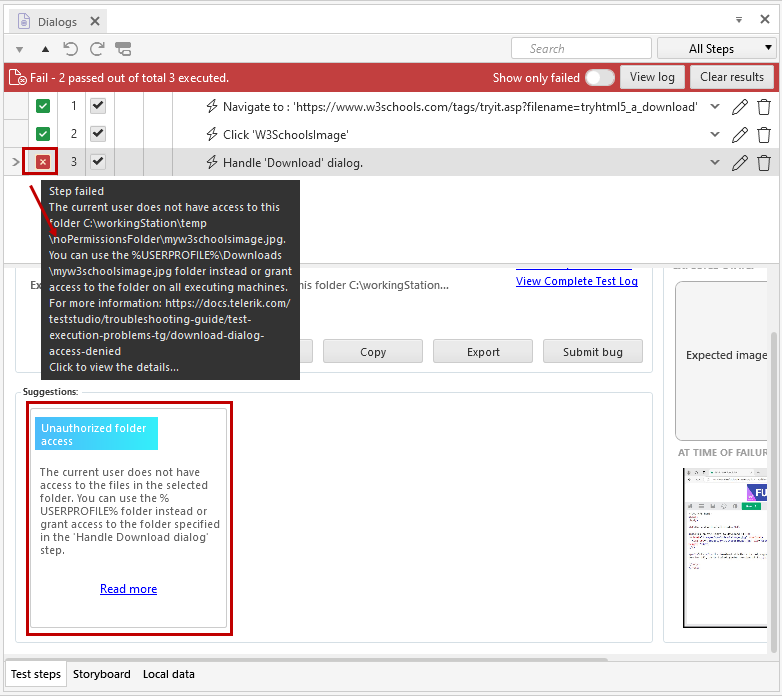 Dialogs
Search
All Steps
Fail - 2 passed out of total 3 executed.
Show only failed
View log
Clear results
1
Navigate to : 'https://www.w3schools.com/tags/tryit.asp?filename=tryhtml5_a_download'
2
Click 'W3SchoolsImage'
3
Handle 'Download' dialog.
Step failed
The current user does not have access to this
folder C:\workingStation\temp
\noPermissionsFolder\myw3schoolsimage.jpg.
You can use the %USERPROFILE%\Downloads
\myw3schoolsimage.jpg folder instead or grant
access to the folder on all executing machines.
For more information: https://docs.telerik.com/
teststudio/troubleshooting-guide/test-
execution-problems-tg/download-dialog-
access-denied
Click to view the details...
his folder C:\workingStation...
View Complete Test Log
Copy
Export
Submit bug
Expected image
Suggestions:
Unauthorized folder
access
The current user does not have
access to the files in the selected
folder. You can use the %
USERPROFILE% folder instead or
grant access to the folder specified
in the 'Handle Download dialog'
step.
Read more
AT TIME OF FAILUR
FU
Test steps
Storyboard
Local data